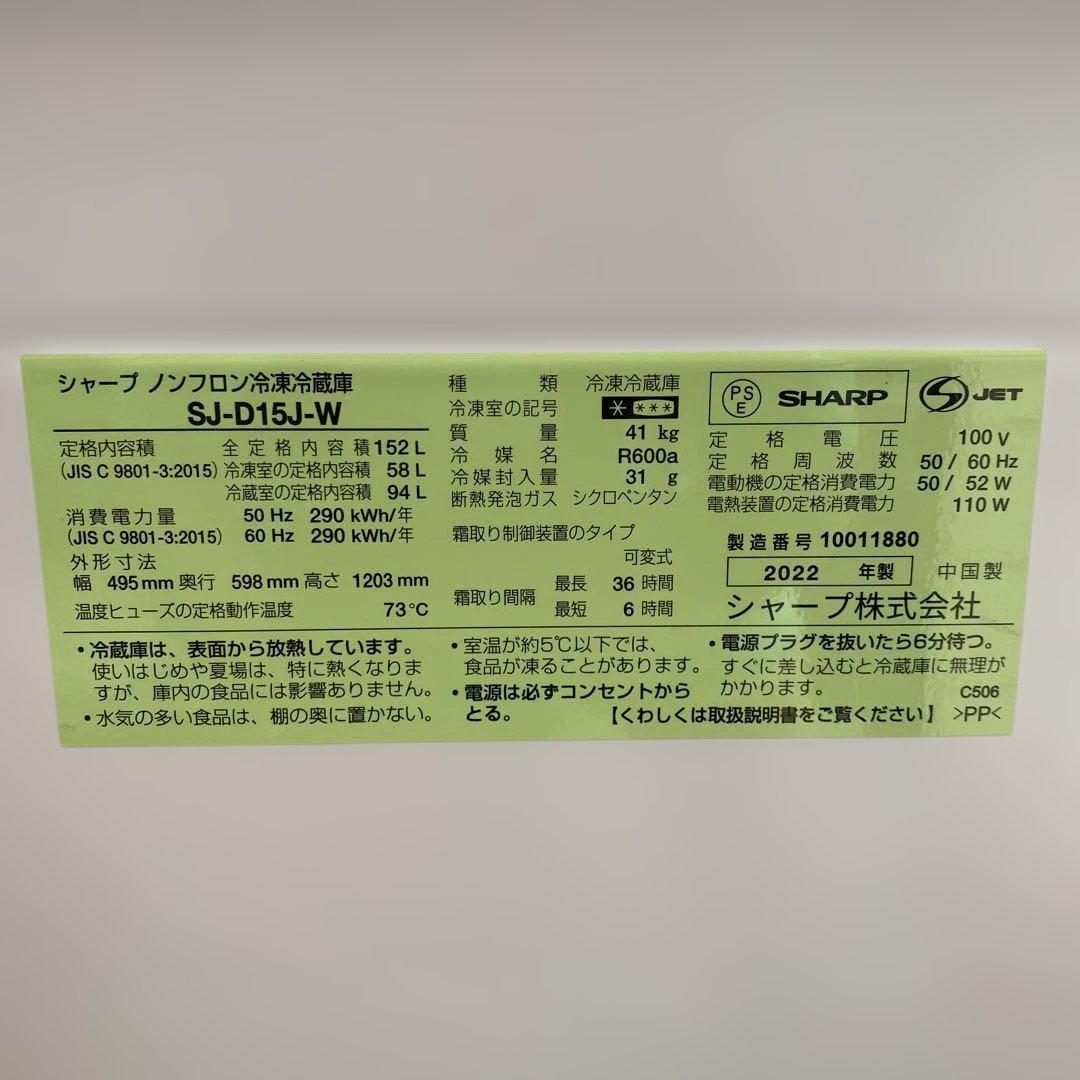 シャープ ノンフロン冷凍冷蔵庫
SJ-D15J-W
定格内容積 全定格内容積 152 L
(JIS C 9801-3:2015) 冷凍室の定格内容積 58 L
冷蔵室の定格内容積 94 L
消費電力量 50 Hz 290 kWh/年
(JIS C 9801-3:2015) 60 Hz 290 kWh/年
外形寸法
幅 495 mm 奥行 598 mm 高さ 1203 mm
温度ヒューズの定格動作温度 73℃
種類 冷凍冷蔵庫
冷凍室の記号 * ***
質量 41 kg
冷媒名 R600a
冷媒封入量 31 g
断熱発泡ガス シクロペンタン
霜取り制御装置のタイプ
可変式
霜取り間隔 最長 36 時間
最短 6 時間
PS E SHARP JET
定格電圧 100 V
定格周波数 50 / 60 Hz
電動機の定格消費電力 50 / 52 W
電熱装置の定格消費電力 110 W
製造番号 10011880
2022 年製 中国製
シャープ株式会社
・冷蔵庫は、表面から放熱しています。
使いはじめや夏場は、特に熱くなりま
すが、庫内の食品には影響ありません。
・水気の多い食品は、棚の奥に置かない。
・室温が約5℃以下では、
食品が凍ることがあります。
・電源は必ずコンセントから
とる。
・電源プラグを抜いたら6分待つ。
すぐに差し込むと冷蔵庫に無理が
かかります。 C506
【くわしくは取扱説明書をご覧ください】 >PP<